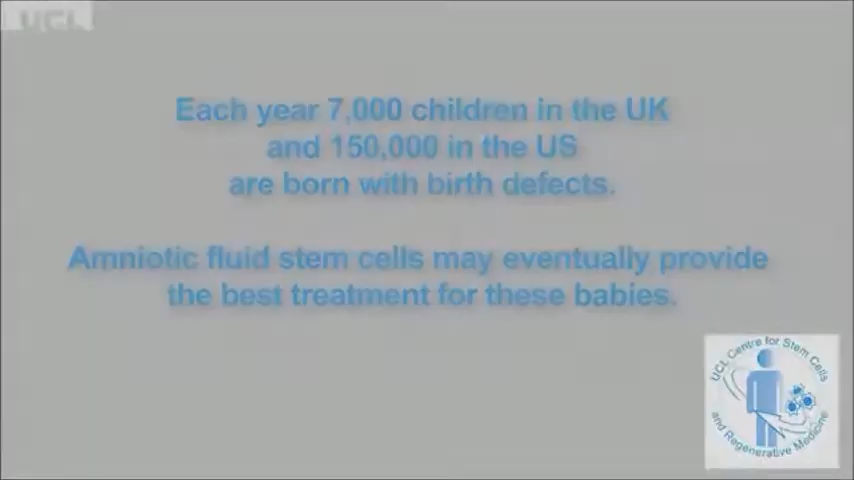 UCL
Each year 7,000 children in the UK
and 150,000 in the US
are born with birth defects.
Amniotic fluid stem cells may eventually provide
the best treatment for these babies.
UCL Centre for Stem Cells
and Regenerative Medicine